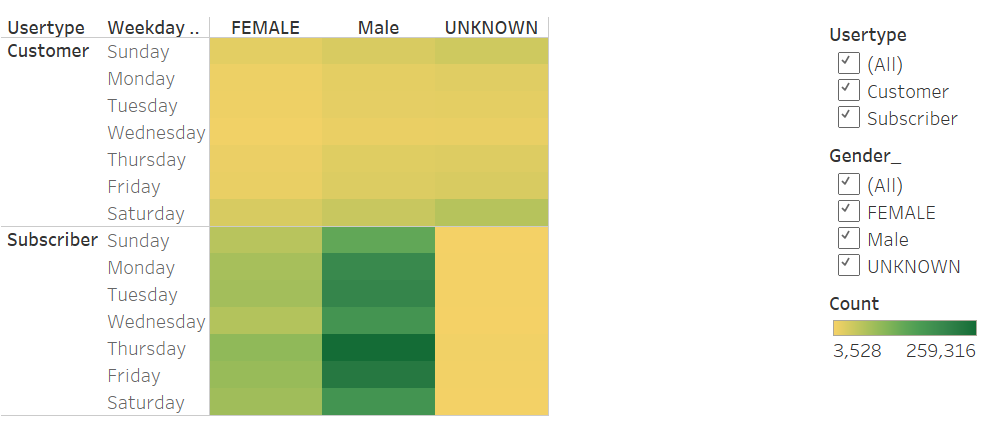 Usertype Weekday .. FEMALE Male UNKNOWN
Customer Sunday
Monday
Tuesday
Wednesday
Thursday
Friday
Saturday
Subscriber Sunday
Monday
Tuesday
Wednesday
Thursday
Friday
Saturday
Usertype
(All)
Customer
Subscriber
Gender_
(All)
FEMALE
Male
UNKNOWN
Count
3,528 259,316